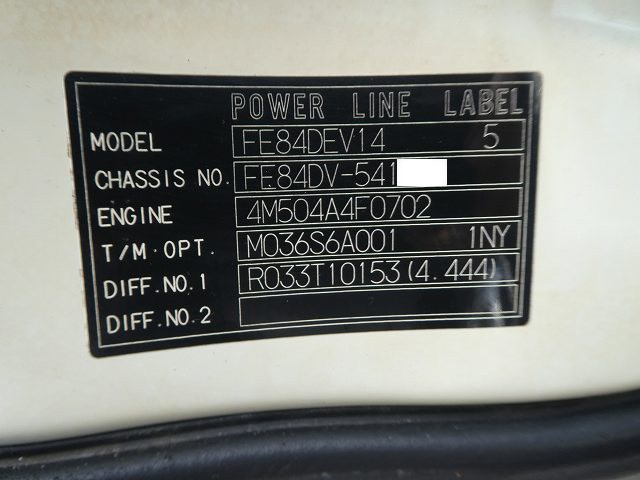 POWER LINE LABEL
MODEL FE84DEV14 5
CHASSIS NO. FE84DV-541
ENGINE 4M504A4F0702
T/M·OPT. M036S6A001 1NY
DIFF.NO.1 R033T10153(4.444)
DIFF.NO.2